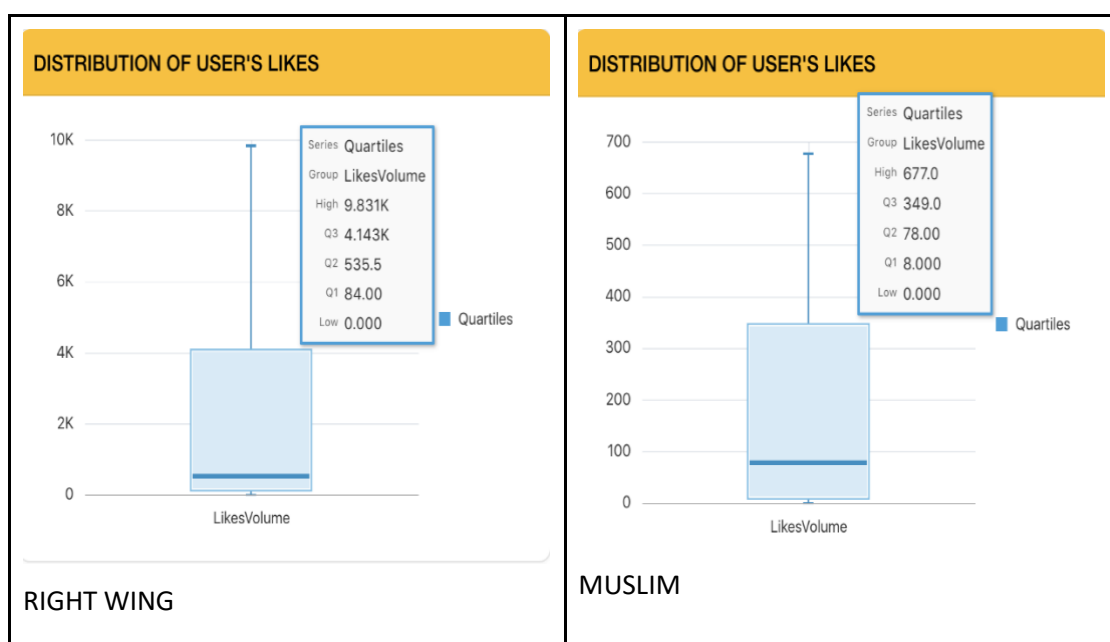 DISTRIBUTION OF USER'S LIKES
10K
8K
6K
4K
2K
0
Series Quartiles
Group LikesVolume
High 9.831K
Q3 4.143K
Q2 535.5
Q1 84.00
Low 0.000
Quartiles
LikesVolume
RIGHT WING
DISTRIBUTION OF USER'S LIKES
700
600
500
400
300
200
100
0
Series Quartiles
Group LikesVolume
High 677.0
Q3 349.0
Q2 78.00
Q1 8.000
Low 0.000
Quartiles
LikesVolume
MUSLIM